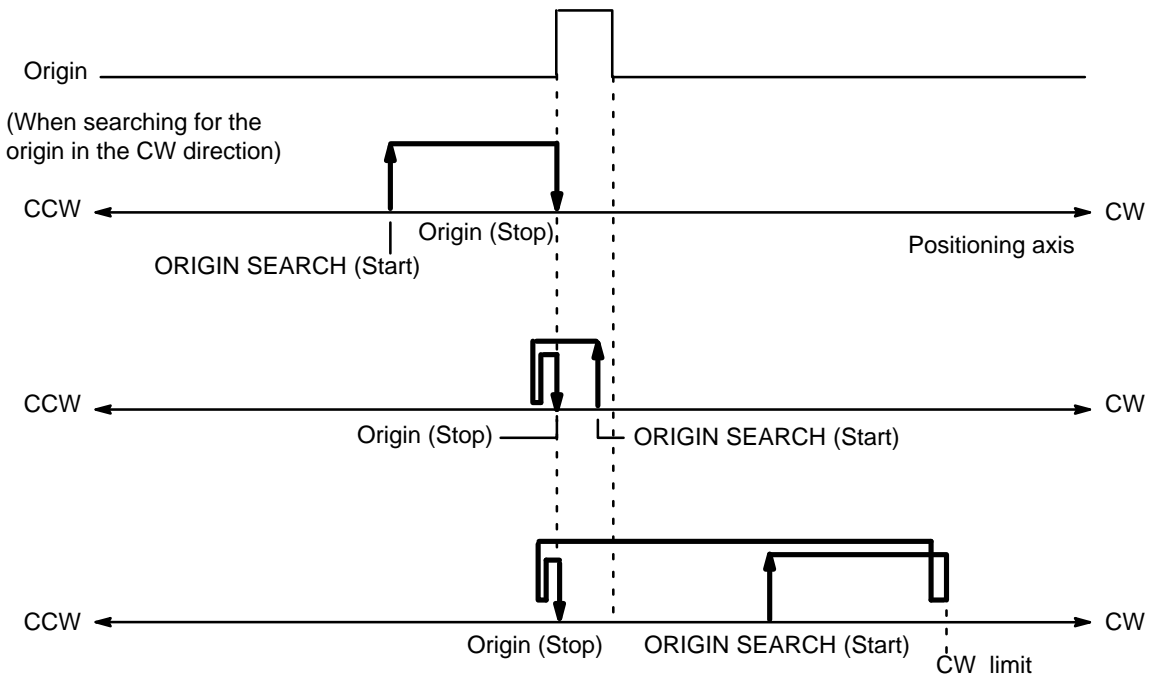 Origin
(When searching for the
origin in the CW direction)
CCW
CW
Origin (Stop)
Positioning axis
ORIGIN SEARCH (Start)
CCW
CW
Origin (Stop)
ORIGIN SEARCH (Start)
CCW
CW
Origin (Stop)
ORIGIN SEARCH (Start)
CW limit